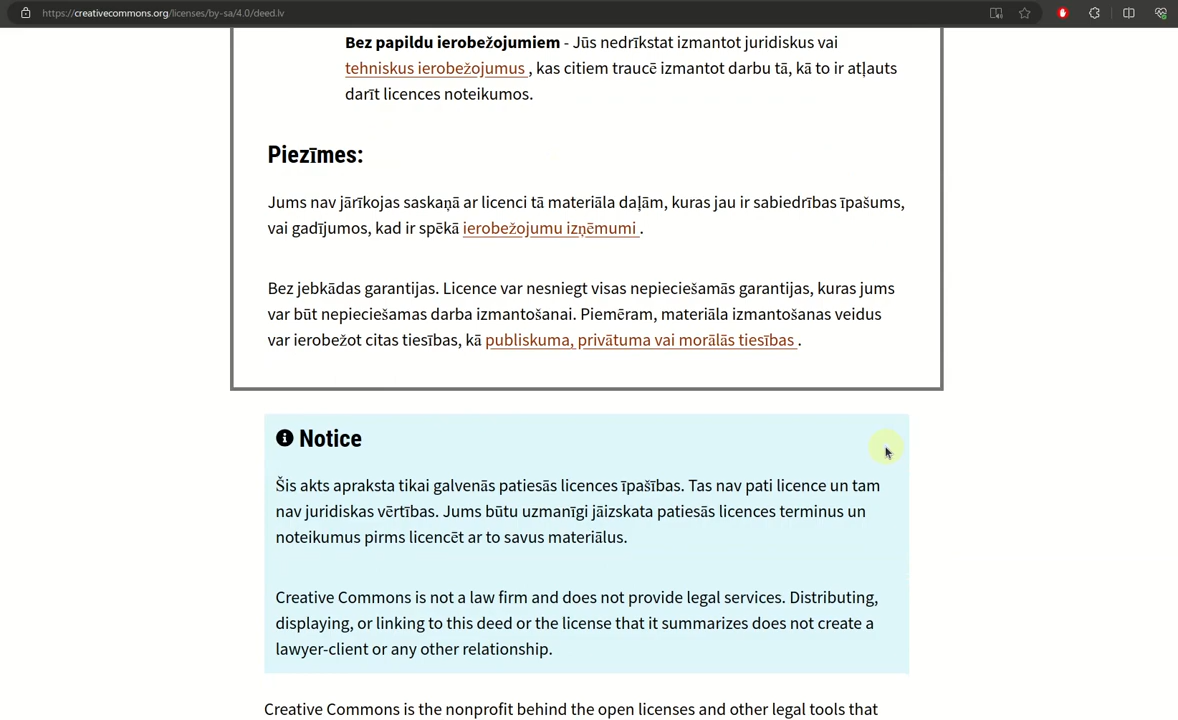 https://creativecommons.org/licenses/by-sa/4.0/deed.lv
Bez papildu ierobežojumiem - Jūs nedrīkstat izmantot juridiskus vai
tehniskus ierobežojumus , kas citiem traucē izmantot darbu tā, kā to ir atļauts
darīt licences noteikumos.
Piezīmes:
Jums nav jārīkojas saskaņā ar licenci tā materiāla daļām, kuras jau ir sabiedrības īpašums,
vai gadījumos, kad ir spēkā ierobežojumu izņēmumi .
Bez jebkādas garantijas. Licence var nesniegt visas nepieciešamās garantijas, kuras jums
var būt nepieciešamas darba izmantošanai. Piemēram, materiāla izmantošanas veidus
var ierobežot citas tiesības, kā publiskuma, privātuma vai morālās tiesības .
Notice
Šis akts apraksta tikai galvenās patiesās licences īpašības. Tas nav pati licence un tam
nav juridiskas vērtības. Jums būtu uzmanīgi jāizskata patiesās licences terminus un
noteikumus pirms licencēt ar to savus materiālus.
Creative Commons is not a law firm and does not provide legal services. Distributing,
displaying, or linking to this deed or the license that it summarizes does not create a
lawyer-client or any other relationship.
Creative Commons is the nonprofit behind the open licenses and other legal tools that